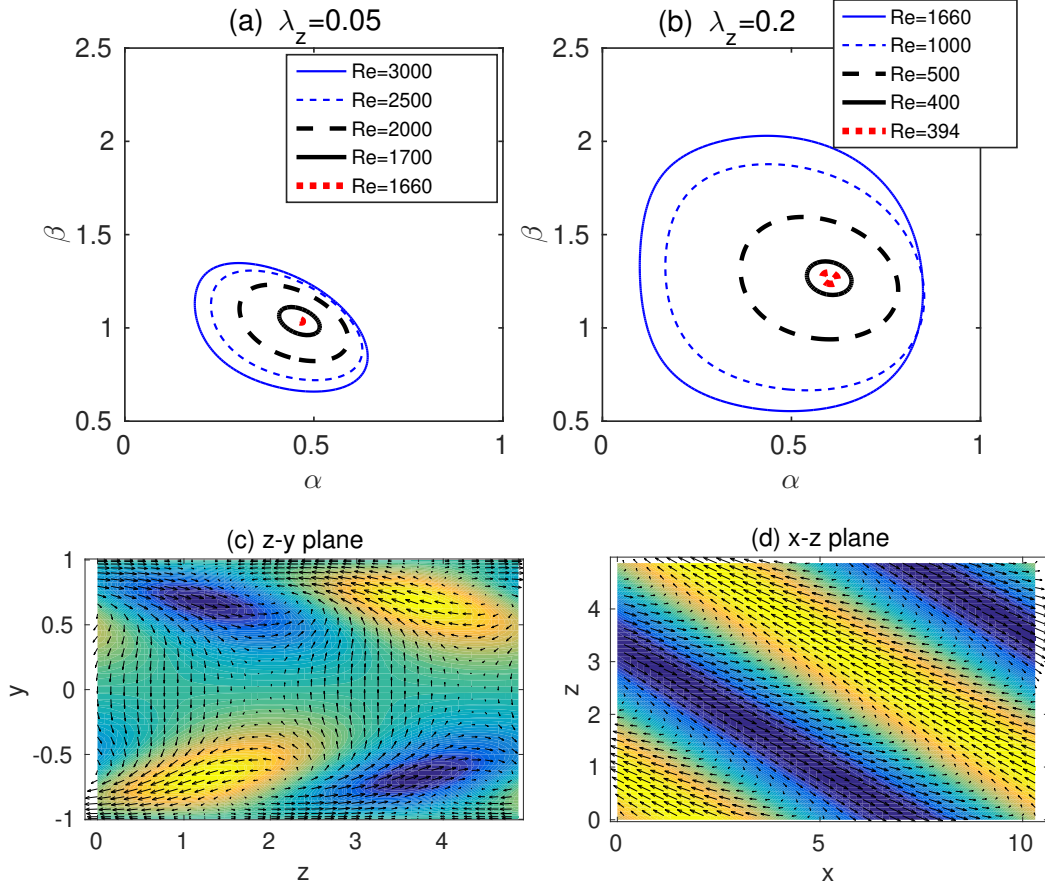 (a) λz=0.05
2.5
2
1.5
1
0.5
0
0.5
1
β
α
Re=3000
Re=2500
Re=2000
Re=1700
Re=1660
(b) λz=0.2
2.5
2
1.5
1
0.5
0
0.5
1
β
α
Re=1660
Re=1000
Re=500
Re=400
Re=394
(c) z-y plane
1
0.5
0
-0.5
-1
0
1
2
3
4
y
z
(d) x-z plane
4
3
2
1
0
0
5
10
z
x